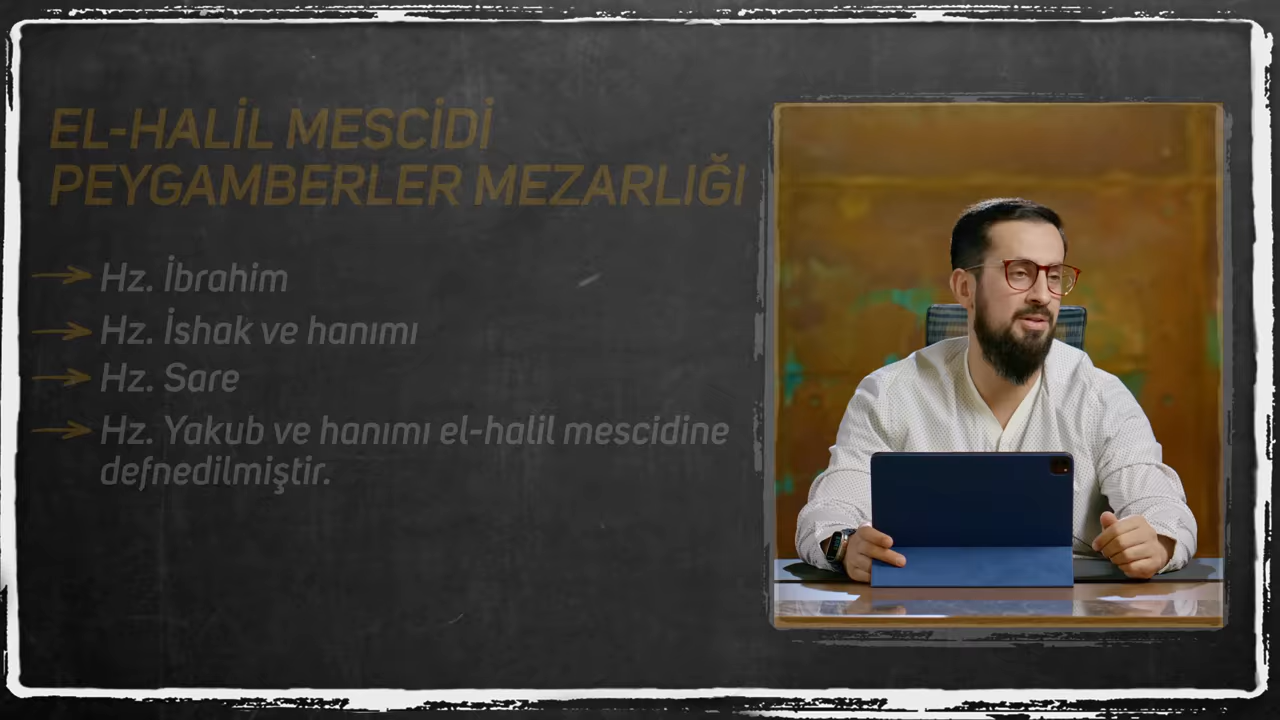 EL-HALİL MESCİDİ
PEYGAMBERLER MEZARLIĞI
Hz. İbrahim
Hz. İshak ve hanımı
Hz. Sare
Hz. Yakub ve hanımı el-halil mescidine
defnedilmiştir.